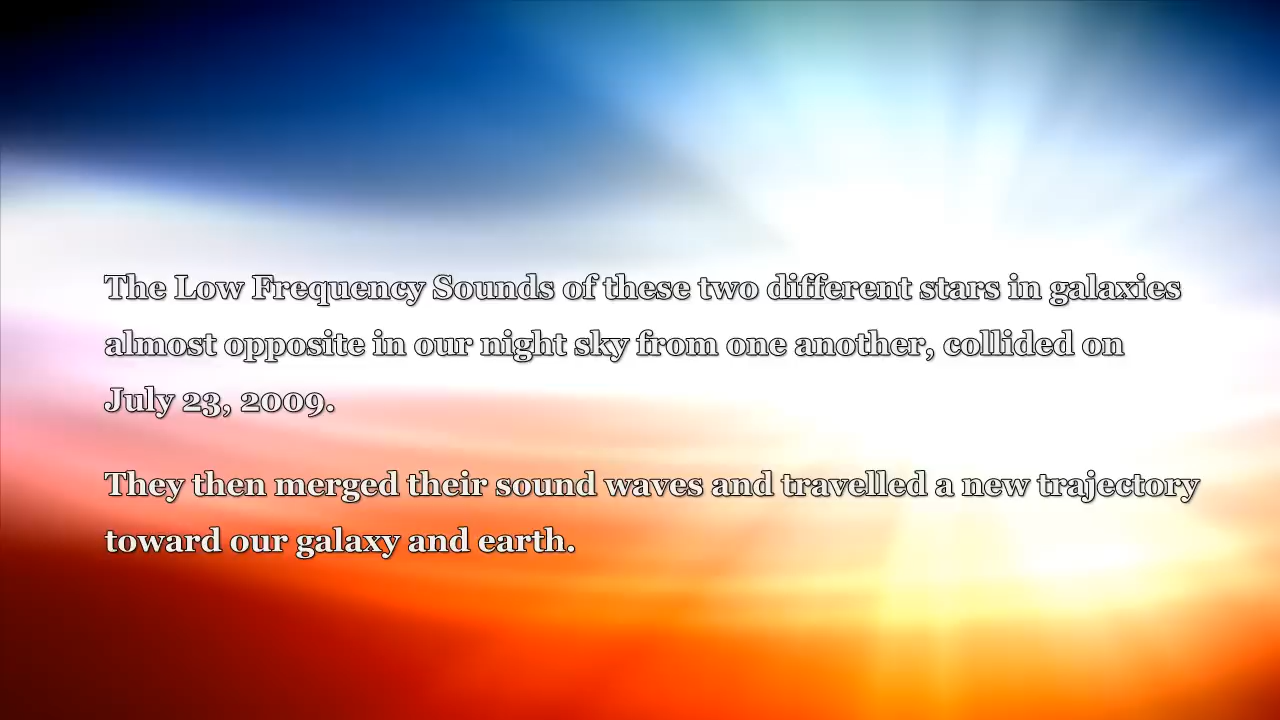 The Low Frequency Sounds of these two different stars in galaxies
almost opposite in our night sky from one another, collided on
July 23, 2009.
They then merged their sound waves and travelled a new trajectory
toward our galaxy and earth.